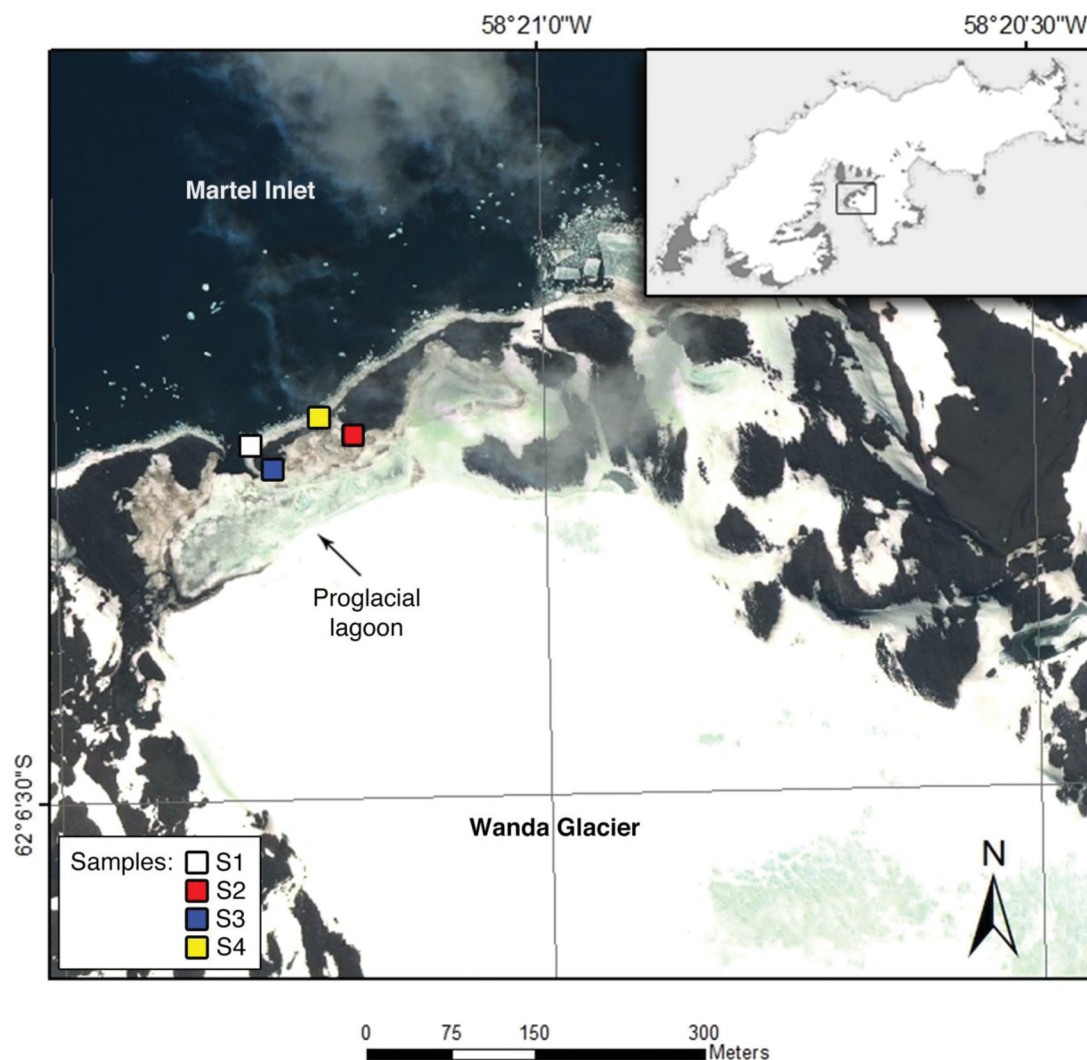 58°21'0"W
58°20'30"W
Martel Inlet
Proglacial
lagoon
62°6'30"S
Wanda Glacier
Samples:
S1
S2
S3
S4
N
0 75 150 300
Meters